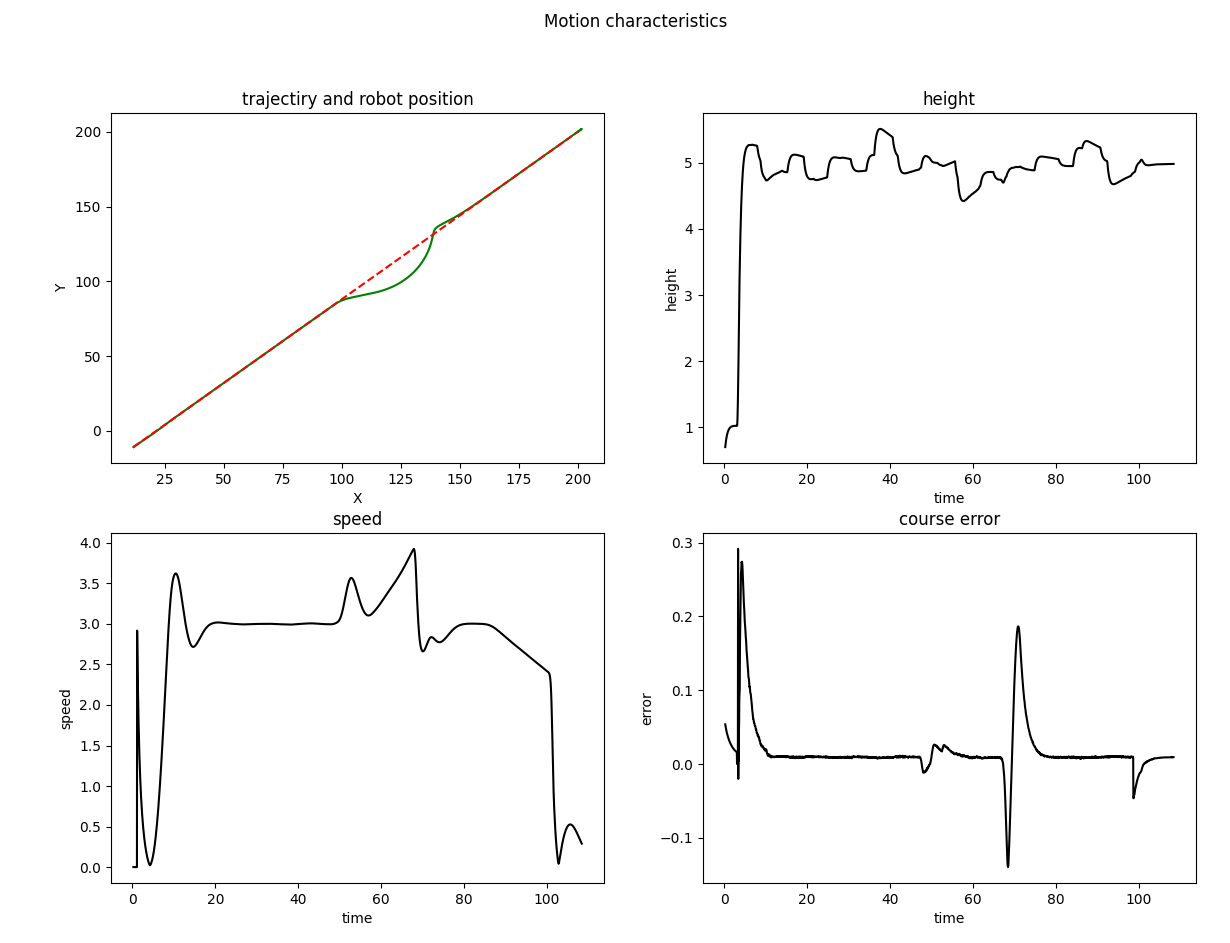 Motion characteristics
trajectiry and robot position
200
150
100
50
0
Y
25 50 75 100 125 150 175 200
X
height
5
4
3
2
1
height
0 20 40 60 80 100
time
speed
4.0
3.5
3.0
2.5
2.0
1.5
1.0
0.5
0.0
speed
0 20 40 60 80 100
time
course error
0.3
0.2
0.1
0.0
−0.1
error
0 20 40 60 80 100
time